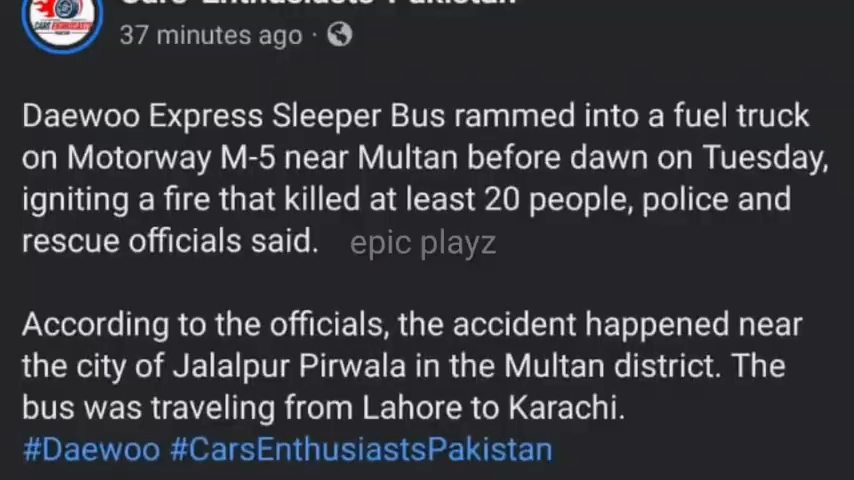 Cars Enthusiasts Pakistan
37 minutes ago ·
Daewoo Express Sleeper Bus rammed into a fuel truck
on Motorway M-5 near Multan before dawn on Tuesday,
igniting a fire that killed at least 20 people, police and
rescue officials said. epic playz
According to the officials, the accident happened near
the city of Jalalpur Pirwala in the Multan district. The
bus was traveling from Lahore to Karachi.
#Daewoo #CarsEnthusiastsPakistan